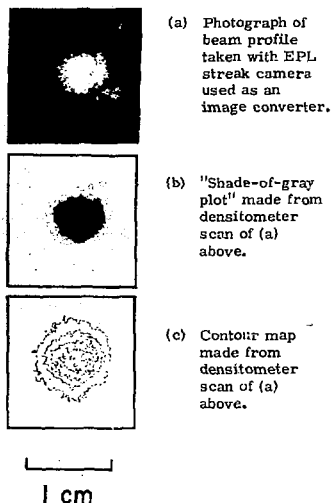 (a) Photograph of
beam profile
taken with EPL
streak camera
used as an
image converter.
(b) "Shade-of-gray
plot" made from
densitometer
scan of (a)
above.
(c) Contour map
made from
densitometer
scan of (a)
above.
1 cm